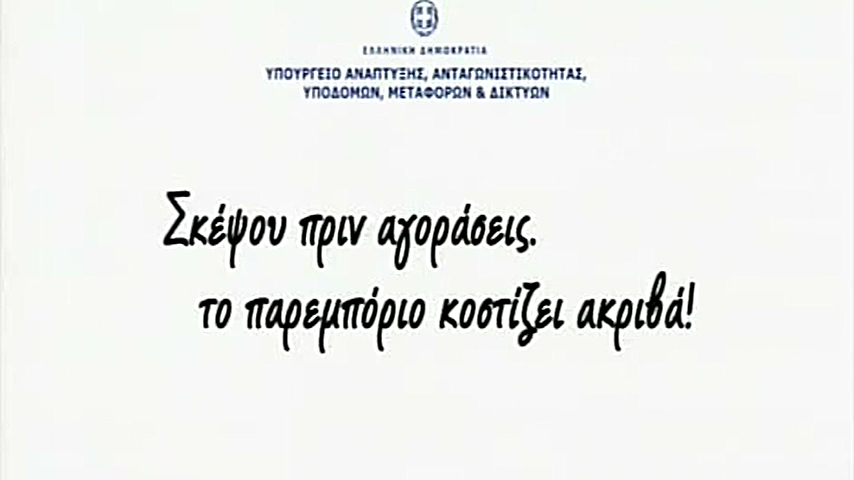 ΕΛΛΗΝΙΚΗ ΔΗΜΟΚΡΑΤΙΑ
ΥΠΟΥΡΓΕΙΟ ΑΝΑΠΤΥΞΗΣ, ΑΝΤΑΓΩΝΙΣΤΙΚΟΤΗΤΑΣ,
ΥΠΟΔΟΜΩΝ, ΜΕΤΑΦΟΡΩΝ & ΔΙΚΤΥΩΝ
Σκέψου πριν αγοράσεις.
το παρεμπόριο κοστίζει ακριβά!